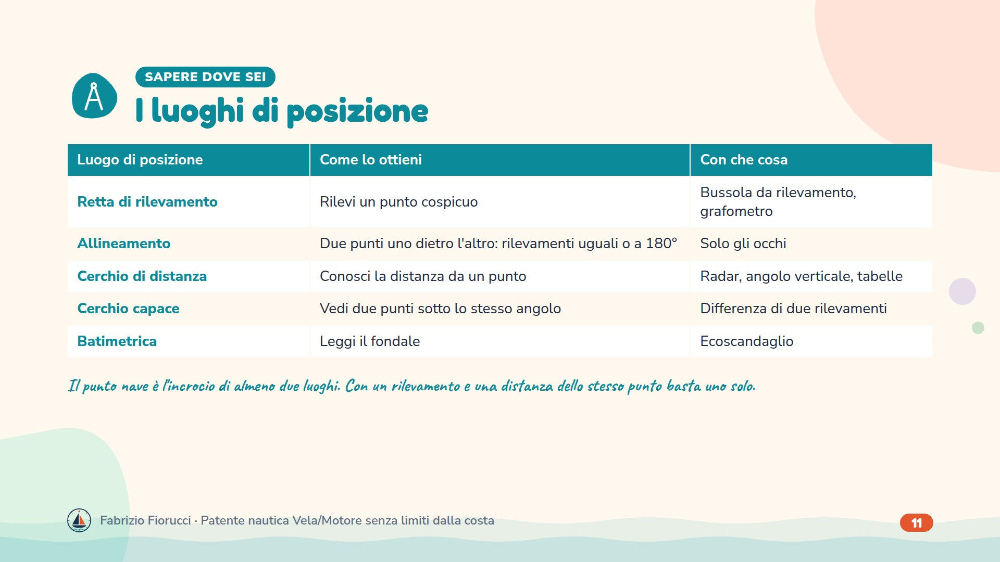 SAPERE DOVE SEI
I luoghi di posizione
Luogo di posizione
Come lo ottieni
Con che cosa
Retta di rilevamento
Rilevi un punto cospicuo
Bussola da rilevamento,
grafometro
Allineamento
Due punti uno dietro l'altro: rilevamenti uguali o a 180°
Solo gli occhi
Cerchio di distanza
Conosci la distanza da un punto
Radar, angolo verticale, tabelle
Cerchio capace
Vedi due punti sotto lo stesso angolo
Differenza di due rilevamenti
Batimetrica
Leggi il fondale
Ecoscandaglio
Il punto nave è l'incrocio di almeno due luoghi. Con un rilevamento e una distanza dello stesso punto basta uno solo.
Fabrizio Fiorucci · Patente nautica Vela/Motore senza limiti dalla costa
11